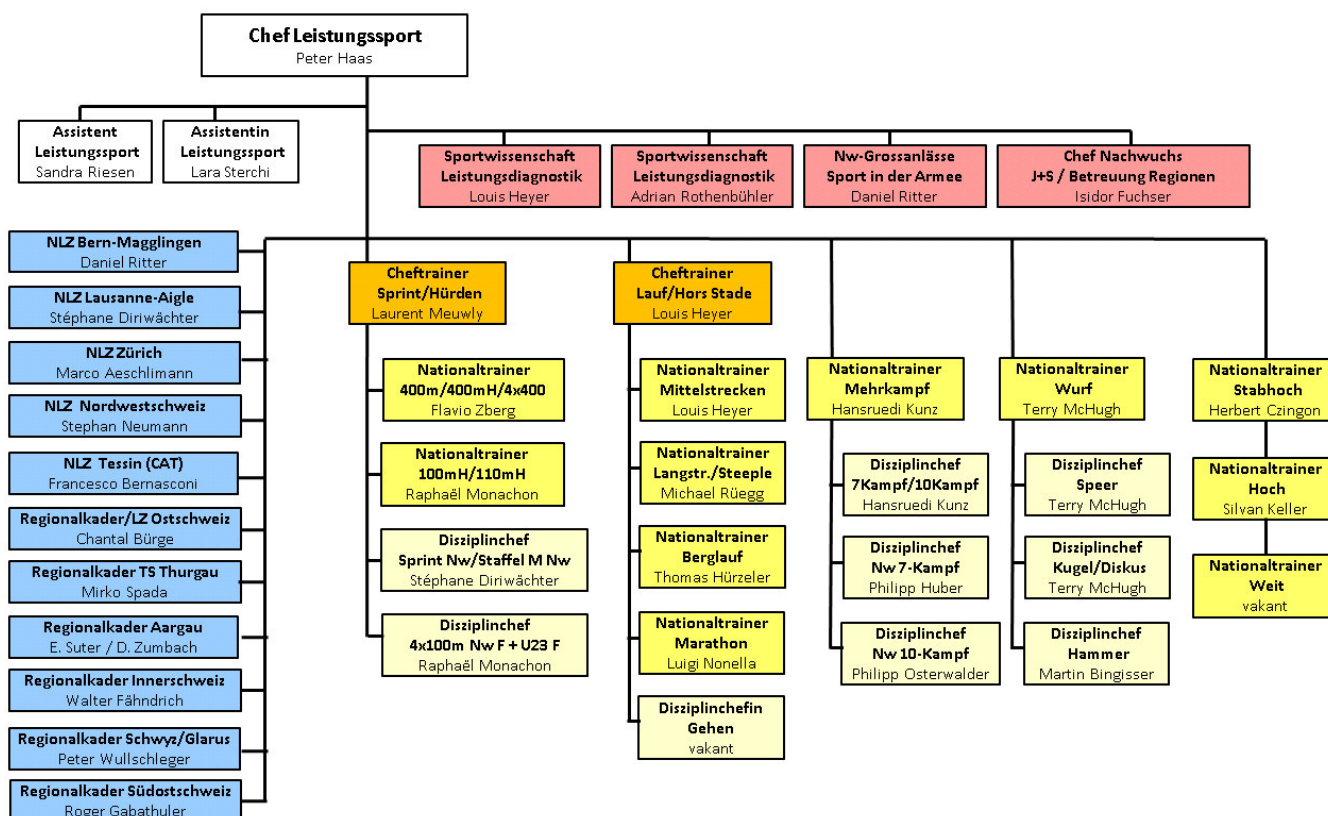 Chef Leistungssport
Peter Haas
Assistent
Leistungssport
Sandra Riesen
Assistentin
Leistungssport
Lara Sterchi
Sportwissenschaft
Leistungsdiagnostik
Louis Heyer
Sportwissenschaft
Leistungsdiagnostik
Adrian Rothenbühler
Nw-Grossanlässe
Sport in der Armee
Daniel Ritter
Chef Nachwuchs
J+S / Betreuung Regionen
Isidor Fuchser
NLZ Bern-Magglingen
Daniel Ritter
NLZ Lausanne-Aigle
Stéphane Diriwächter
NLZ Zürich
Marco Aeschlimann
NLZ Nordwestschweiz
Stephan Neumann
NLZ Tessin (CAT)
Francesco Bernasconi
Regionalkader/LZ Ostschweiz
Chantal Bürge
Regionalkader TS Thurgau
Mirko Spada
Regionalkader Aargau
E. Suter / D. Zumbach
Regionalkader Innerschweiz
Walter Fähndrich
Regionalkader Schwyz/Glarus
Peter Wullschleger
Regionalkader Südostschweiz
Roger Gabathuler
Cheftrainer
Sprint/Hürden
Laurent Meuwly
Nationaltrainer
400m/400mH/4x400
Flavio Zberg
Nationaltrainer
100mH/110mH
Raphaël Monachon
Disziplinchef
Sprint Nw/Staffel M Nw
Stéphane Diriwächter
Disziplinchef
4x100m Nw F + U23 F
Raphaël Monachon
Cheftrainer
Lauf/Hors Stade
Louis Heyer
Nationaltrainer
Mittelstrecken
Louis Heyer
Nationaltrainer
Langstr./Steeple
Michael Rüegg
Nationaltrainer
Berglauf
Thomas Hürzeler
Nationaltrainer
Marathon
Luigi Nonella
Disziplinchefin
Gehen
vakant
Nationaltrainer
Mehrkampf
Hansruedi Kunz
Disziplinchef
7Kampf/10Kampf
Hansruedi Kunz
Disziplinchef
Nw 7-Kampf
Philipp Huber
Disziplinchef
Nw 10-Kampf
Philipp Osterwalder
Nationaltrainer
Wurf
Terry McHugh
Disziplinchef
Speer
Terry McHugh
Disziplinchef
Kugel/Diskus
Terry McHugh
Disziplinchef
Hammer
Martin Bingisser
Nationaltrainer
Stabhoch
Herbert Czingon
Nationaltrainer
Hoch
Silvan Keller
Nationaltrainer
Weit
vakant